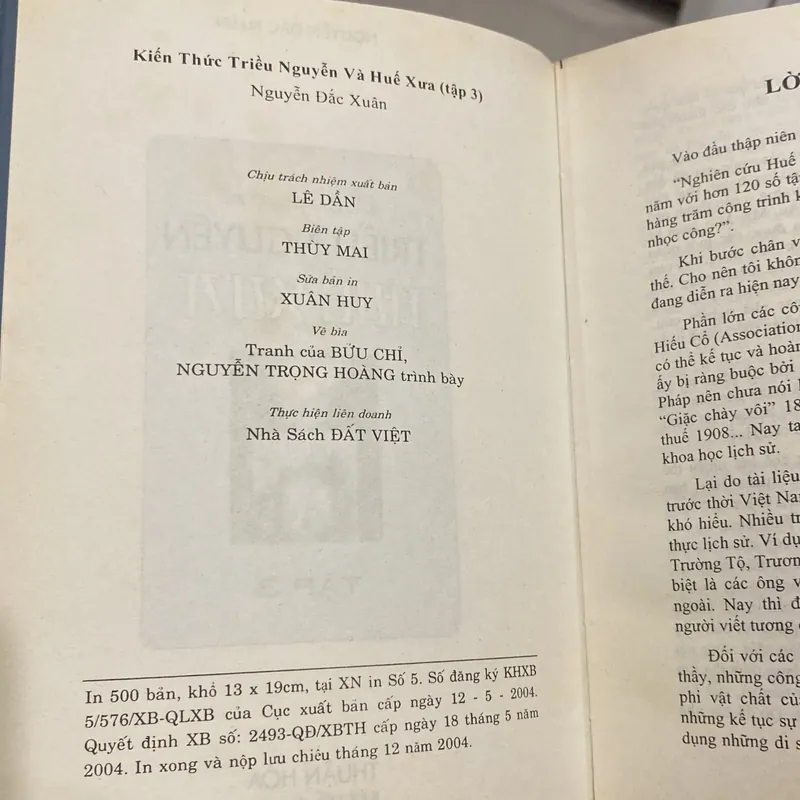 Kiến Thức Triều Nguyễn Và Huế Xưa (tập 3)
Nguyễn Đắc Xuân
Chịu trách nhiệm xuất bản
LÊ DẦN
Biên tập
THÙY MAI
Sửa bản in
XUÂN HUY
Vẽ bìa
Tranh của BỬU CHỈ,
NGUYỄN TRỌNG HOÀNG trình bày
Thực hiện liên doanh
Nhà Sách ĐẤT VIỆT
In 500 bản, khổ 13 x 19cm, tại XN in Số 5. Số đăng ký KHXB
5/576/XB-QLXB của Cục xuất bản cấp ngày 12 - 5 - 2004.
Quyết định XB số: 2493-QĐ/XBTH cấp ngày 18 tháng 5 năm
2004. In xong và nộp lưu chiểu tháng 12 năm 2004.
LỜ
Vào đầu thập niên
“Nghiên cứu Huế
năm với hơn 120 số tậ
hàng trăm công trình k
nhọc công?”.
Khi bước chân v
thế. Cho nên tôi khôn
đang diễn ra hiện nay
Phần lớn các cô
Hiếu Cổ (Association
có thể kế tục và hoàn
ấy bị ràng buộc bởi
Pháp nên chưa nói
“Giặc chày vôi” 18
thuế 1908... Nay ta
khoa học lịch sử.
Lại do tài liệu
trước thời Việt Na
khó hiểu. Nhiều tr
thực lịch sử. Ví dụ
Trường Tộ, Trươn
biệt là các ông v
ngoài. Nay thì đ
người viết tương
Đối với các
thầy, những công
phi vật chất củ
những kế tục sự
dụng những di s